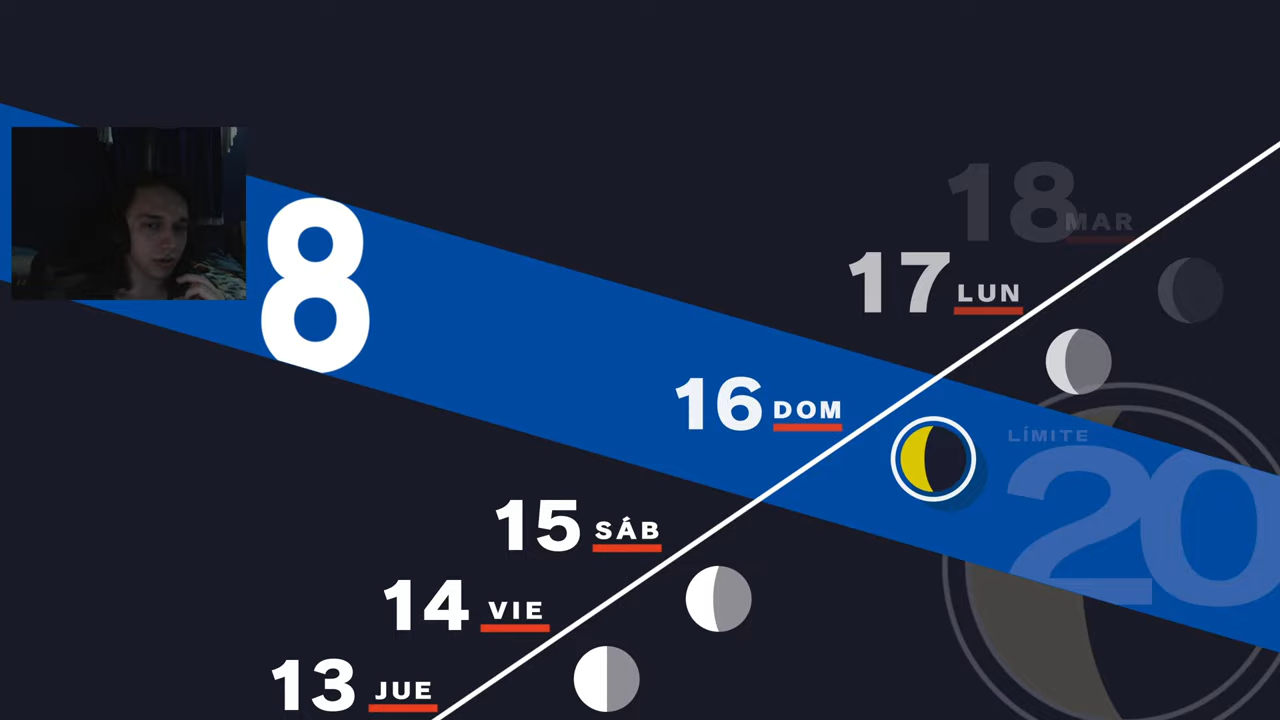 18 MAR
17 LUN
8
16 DOM
LÍMITE
20
15 SÁB
14 VIE
13 JUE